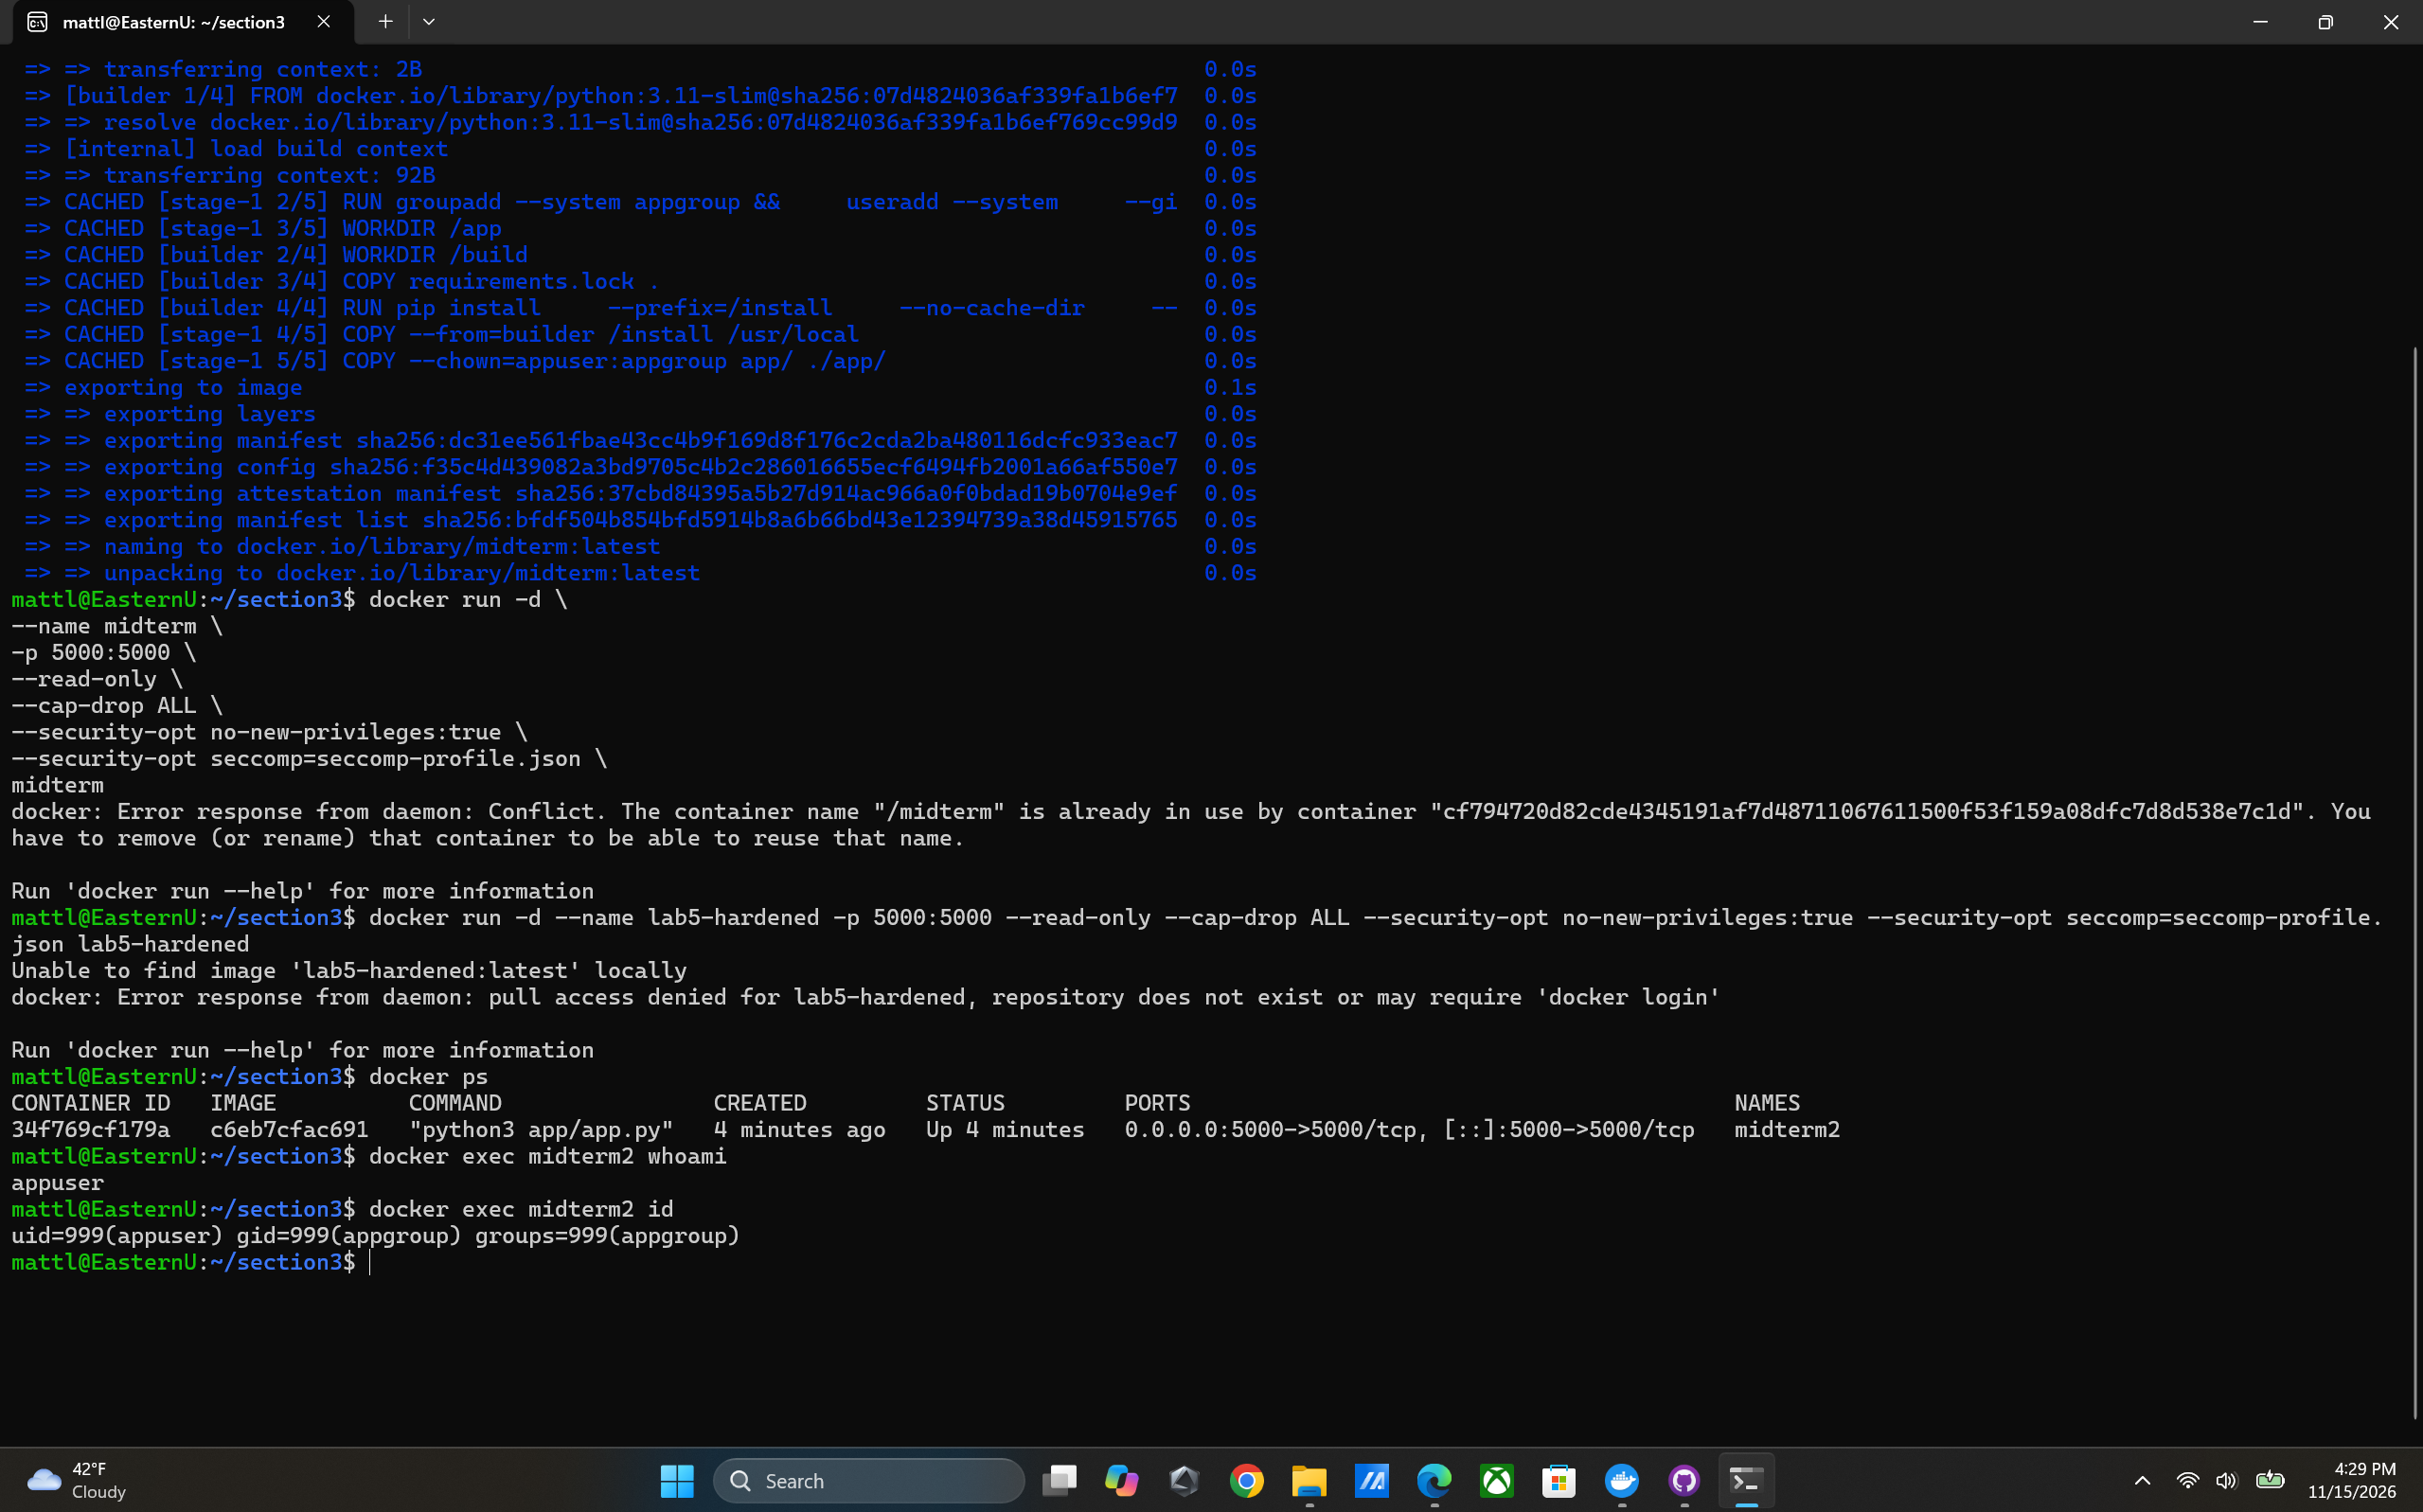 mattl@EasternU: ~/section3
=> => transferring context: 2B 0.0s
=> [builder 1/4] FROM docker.io/library/python:3.11-slim@sha256:07d4824036af339fa1b6ef7 0.0s
=> => resolve docker.io/library/python:3.11-slim@sha256:07d4824036af339fa1b6ef769cc99d9 0.0s
=> [internal] load build context 0.0s
=> => transferring context: 92B 0.0s
=> CACHED [stage-1 2/5] RUN groupadd --system appgroup &&     useradd --system     --gi 0.0s
=> CACHED [stage-1 3/5] WORKDIR /app 0.0s
=> CACHED [builder 2/4] WORKDIR /build 0.0s
=> CACHED [builder 3/4] COPY requirements.lock . 0.0s
=> CACHED [builder 4/4] RUN pip install     --prefix=/install     --no-cache-dir     -- 0.0s
=> CACHED [stage-1 4/5] COPY --from=builder /install /usr/local 0.0s
=> CACHED [stage-1 5/5] COPY --chown=appuser:appgroup app/ ./app/ 0.0s
=> exporting to image 0.1s
=> => exporting layers 0.0s
=> => exporting manifest sha256:dc31ee561fbae43cc4b9f169d8f176c2cda2ba480116dcfc933eac7 0.0s
=> => exporting config sha256:f35c4d439082a3bd9705c4b2c286016655ecf6494fb2001a66af550e7 0.0s
=> => exporting attestation manifest sha256:37cbd84395a5b27d914ac966a0f0bdad19b0704e9ef 0.0s
=> => exporting manifest list sha256:bfdf504b854bfd5914b8a6b66bd43e12394739a38d45915765 0.0s
=> => naming to docker.io/library/midterm:latest 0.0s
=> => unpacking to docker.io/library/midterm:latest 0.0s
mattl@EasternU:~/section3$ docker run -d \
--name midterm \
-p 5000:5000 \
--read-only \
--cap-drop ALL \
--security-opt no-new-privileges:true \
--security-opt seccomp=seccomp-profile.json \
midterm
docker: Error response from daemon: Conflict. The container name "/midterm" is already in use by container "cf794720d82cde4345191af7d48711067611500f53f159a08dfc7d8d538e7c1d". You
have to remove (or rename) that container to be able to reuse that name.
Run 'docker run --help' for more information
mattl@EasternU:~/section3$ docker run -d --name lab5-hardened -p 5000:5000 --read-only --cap-drop ALL --security-opt no-new-privileges:true --security-opt seccomp=seccomp-profile.
json lab5-hardened
Unable to find image 'lab5-hardened:latest' locally
docker: Error response from daemon: pull access denied for lab5-hardened, repository does not exist or may require 'docker login'
Run 'docker run --help' for more information
mattl@EasternU:~/section3$ docker ps
CONTAINER ID   IMAGE          COMMAND                CREATED         STATUS         PORTS                                         NAMES
34f769cf179a   c6eb7cfac691   "python3 app/app.py"   4 minutes ago   Up 4 minutes   0.0.0.0:5000->5000/tcp, [::]:5000->5000/tcp   midterm2
mattl@EasternU:~/section3$ docker exec midterm2 whoami
appuser
mattl@EasternU:~/section3$ docker exec midterm2 id
uid=999(appuser) gid=999(appgroup) groups=999(appgroup)
mattl@EasternU:~/section3$
42°F
Cloudy
Search
4:29 PM
11/15/2026